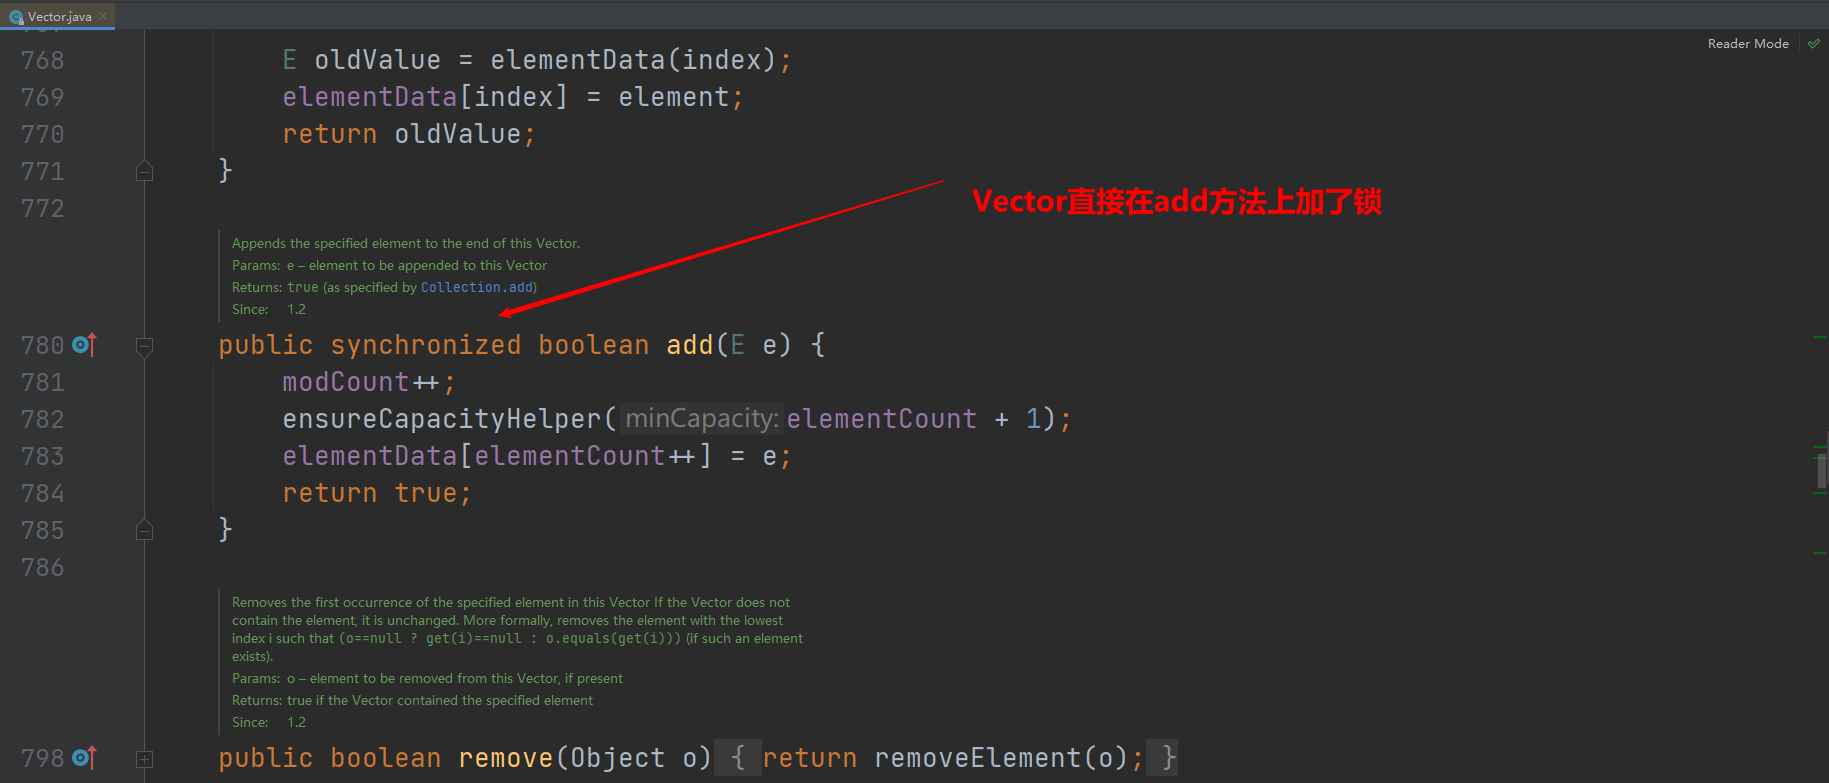 Vector.java
Reader Mode
768 E oldValue = elementData(index);
769 elementData[index] = element;
770 return oldValue;
771 }
772
Vector直接在add方法上加了锁
Appends the specified element to the end of this Vector.
Params: e – element to be appended to this Vector
Returns: true (as specified by Collection.add)
Since: 1.2
780 public synchronized boolean add(E e) {
781 modCount++;
782 ensureCapacityHelper( minCapacity: elementCount + 1);
783 elementData[elementCount++] = e;
784 return true;
785 }
786
Removes the first occurrence of the specified element in this Vector If the Vector does not
contain the element, it is unchanged. More formally, removes the element with the lowest
index i such that (o==null ? get(i)==null : o.equals(get(i))) (if such an element
exists).
Params: o – element to be removed from this Vector, if present
Returns: true if the Vector contained the specified element
Since: 1.2
798 public boolean remove(Object o) { return removeElement(o); }